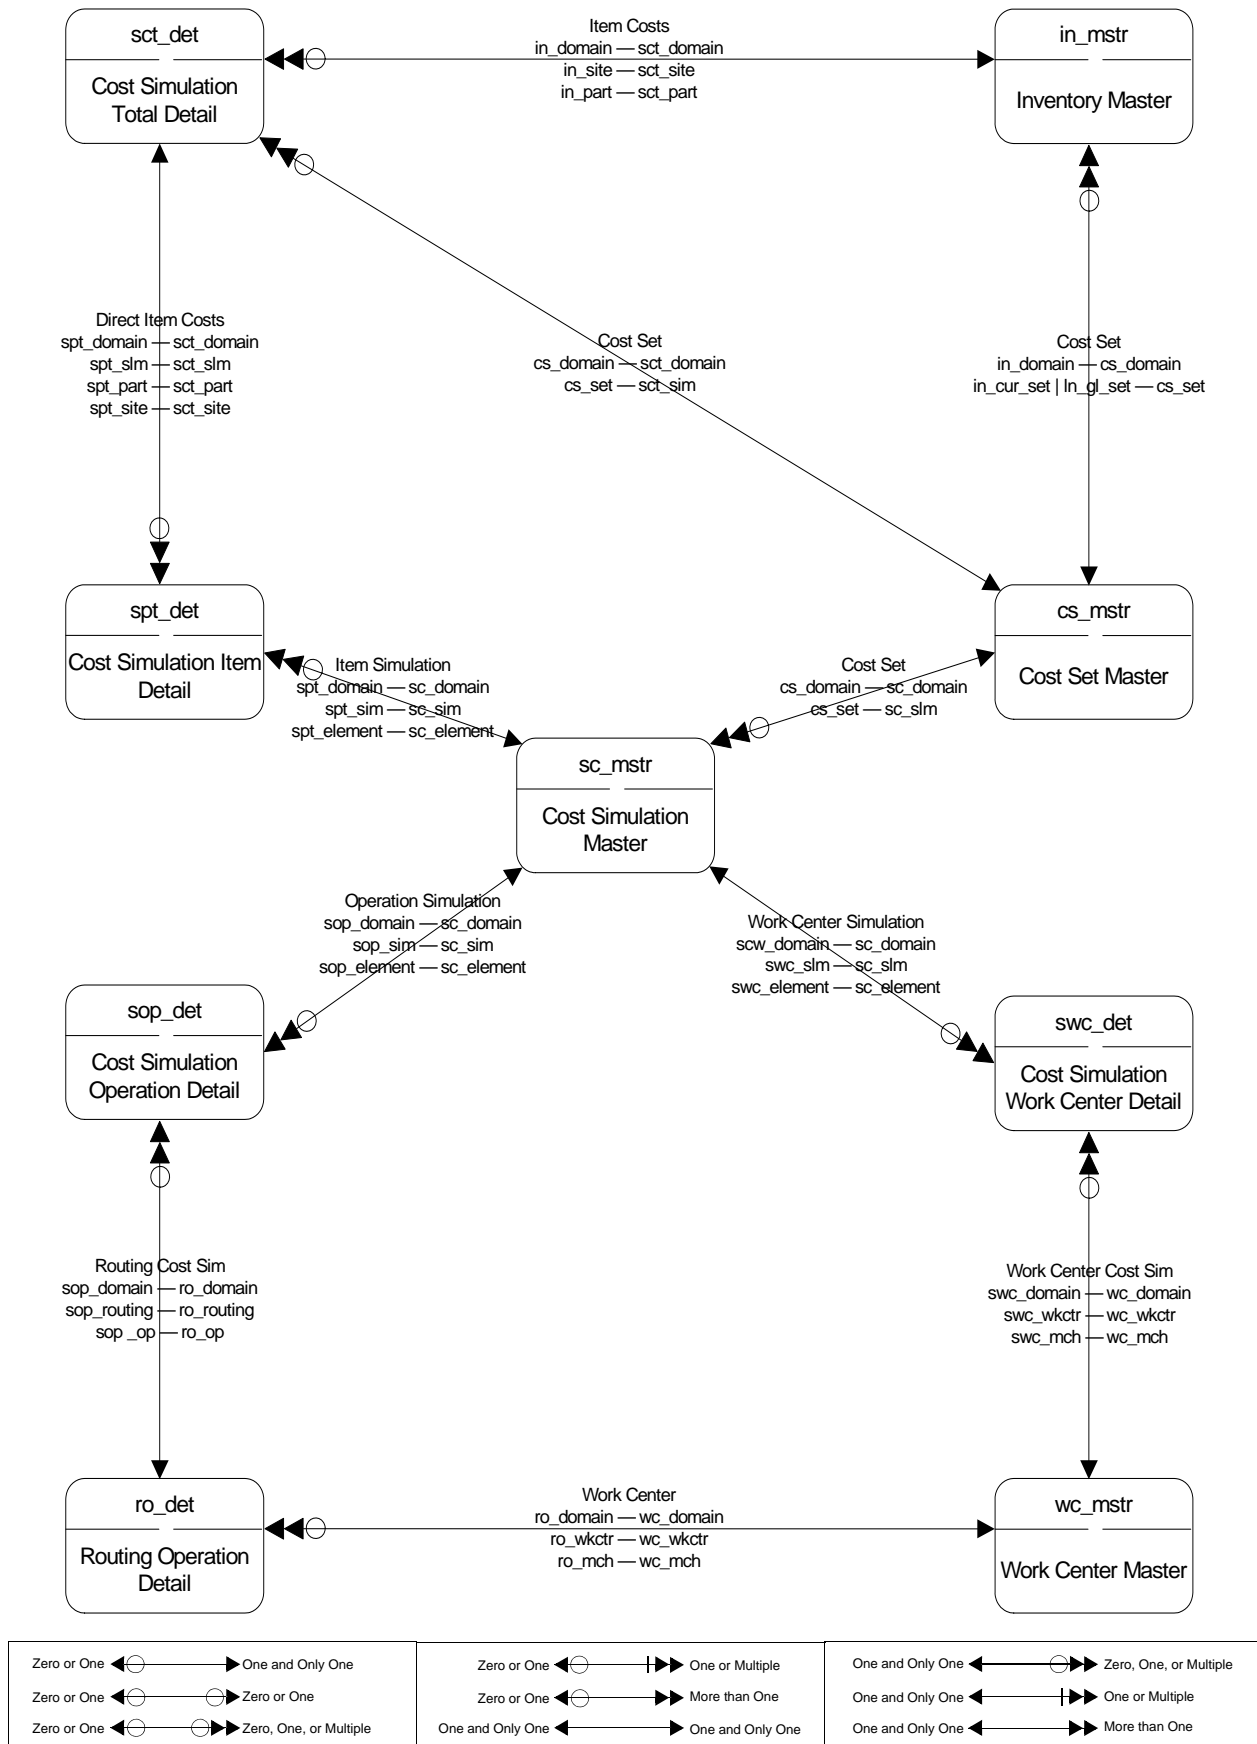 sct_det
Cost Simulation
Total Detail
Item Costs
in_domain — sct_domain
in_site — sct_site
in_part — sct_part
in_mstr
Inventory Master
Direct Item Costs
spt_domain — sct_domain
spt_slm — sct_slm
spt_part — sct_part
spt_site — sct_site
Cost Set
cs_domain — sct_domain
cs_set — sct_sim
Cost Set
in_domain — cs_domain
in_cur_set | In_gl_set — cs_set
spt_det
Cost Simulation Item
Detail
Item Simulation
spt_domain — sc_domain
spt_sim — sc_sim
spt_element — sc_element
Cost Set
cs_domain — sc_domain
cs_set — sc_slm
cs_mstr
Cost Set Master
sc_mstr
Cost Simulation
Master
Operation Simulation
sop_domain — sc_domain
sop_sim — sc_sim
sop_element — sc_element
Work Center Simulation
scw_domain — sc_domain
swc_slm — sc_slm
swc_element — sc_element
sop_det
Cost Simulation
Operation Detail
swc_det
Cost Simulation
Work Center Detail
Routing Cost Sim
sop_domain — ro_domain
sop_routing — ro_routing
sop _op — ro_op
Work Center Cost Sim
swc_domain — wc_domain
swc_wkctr — wc_wkctr
swc_mch — wc_mch
ro_det
Routing Operation
Detail
Work Center
ro_domain — wc_domain
ro_wkctr — wc_wkctr
ro_mch — wc_mch
wc_mstr
Work Center Master
Zero or One One and Only One
Zero or One Zero or One
Zero or One Zero, One, or Multiple
Zero or One One or Multiple
Zero or One More than One
One and Only One One and Only One
One and Only One Zero, One, or Multiple
One and Only One One or Multiple
One and Only One More than One